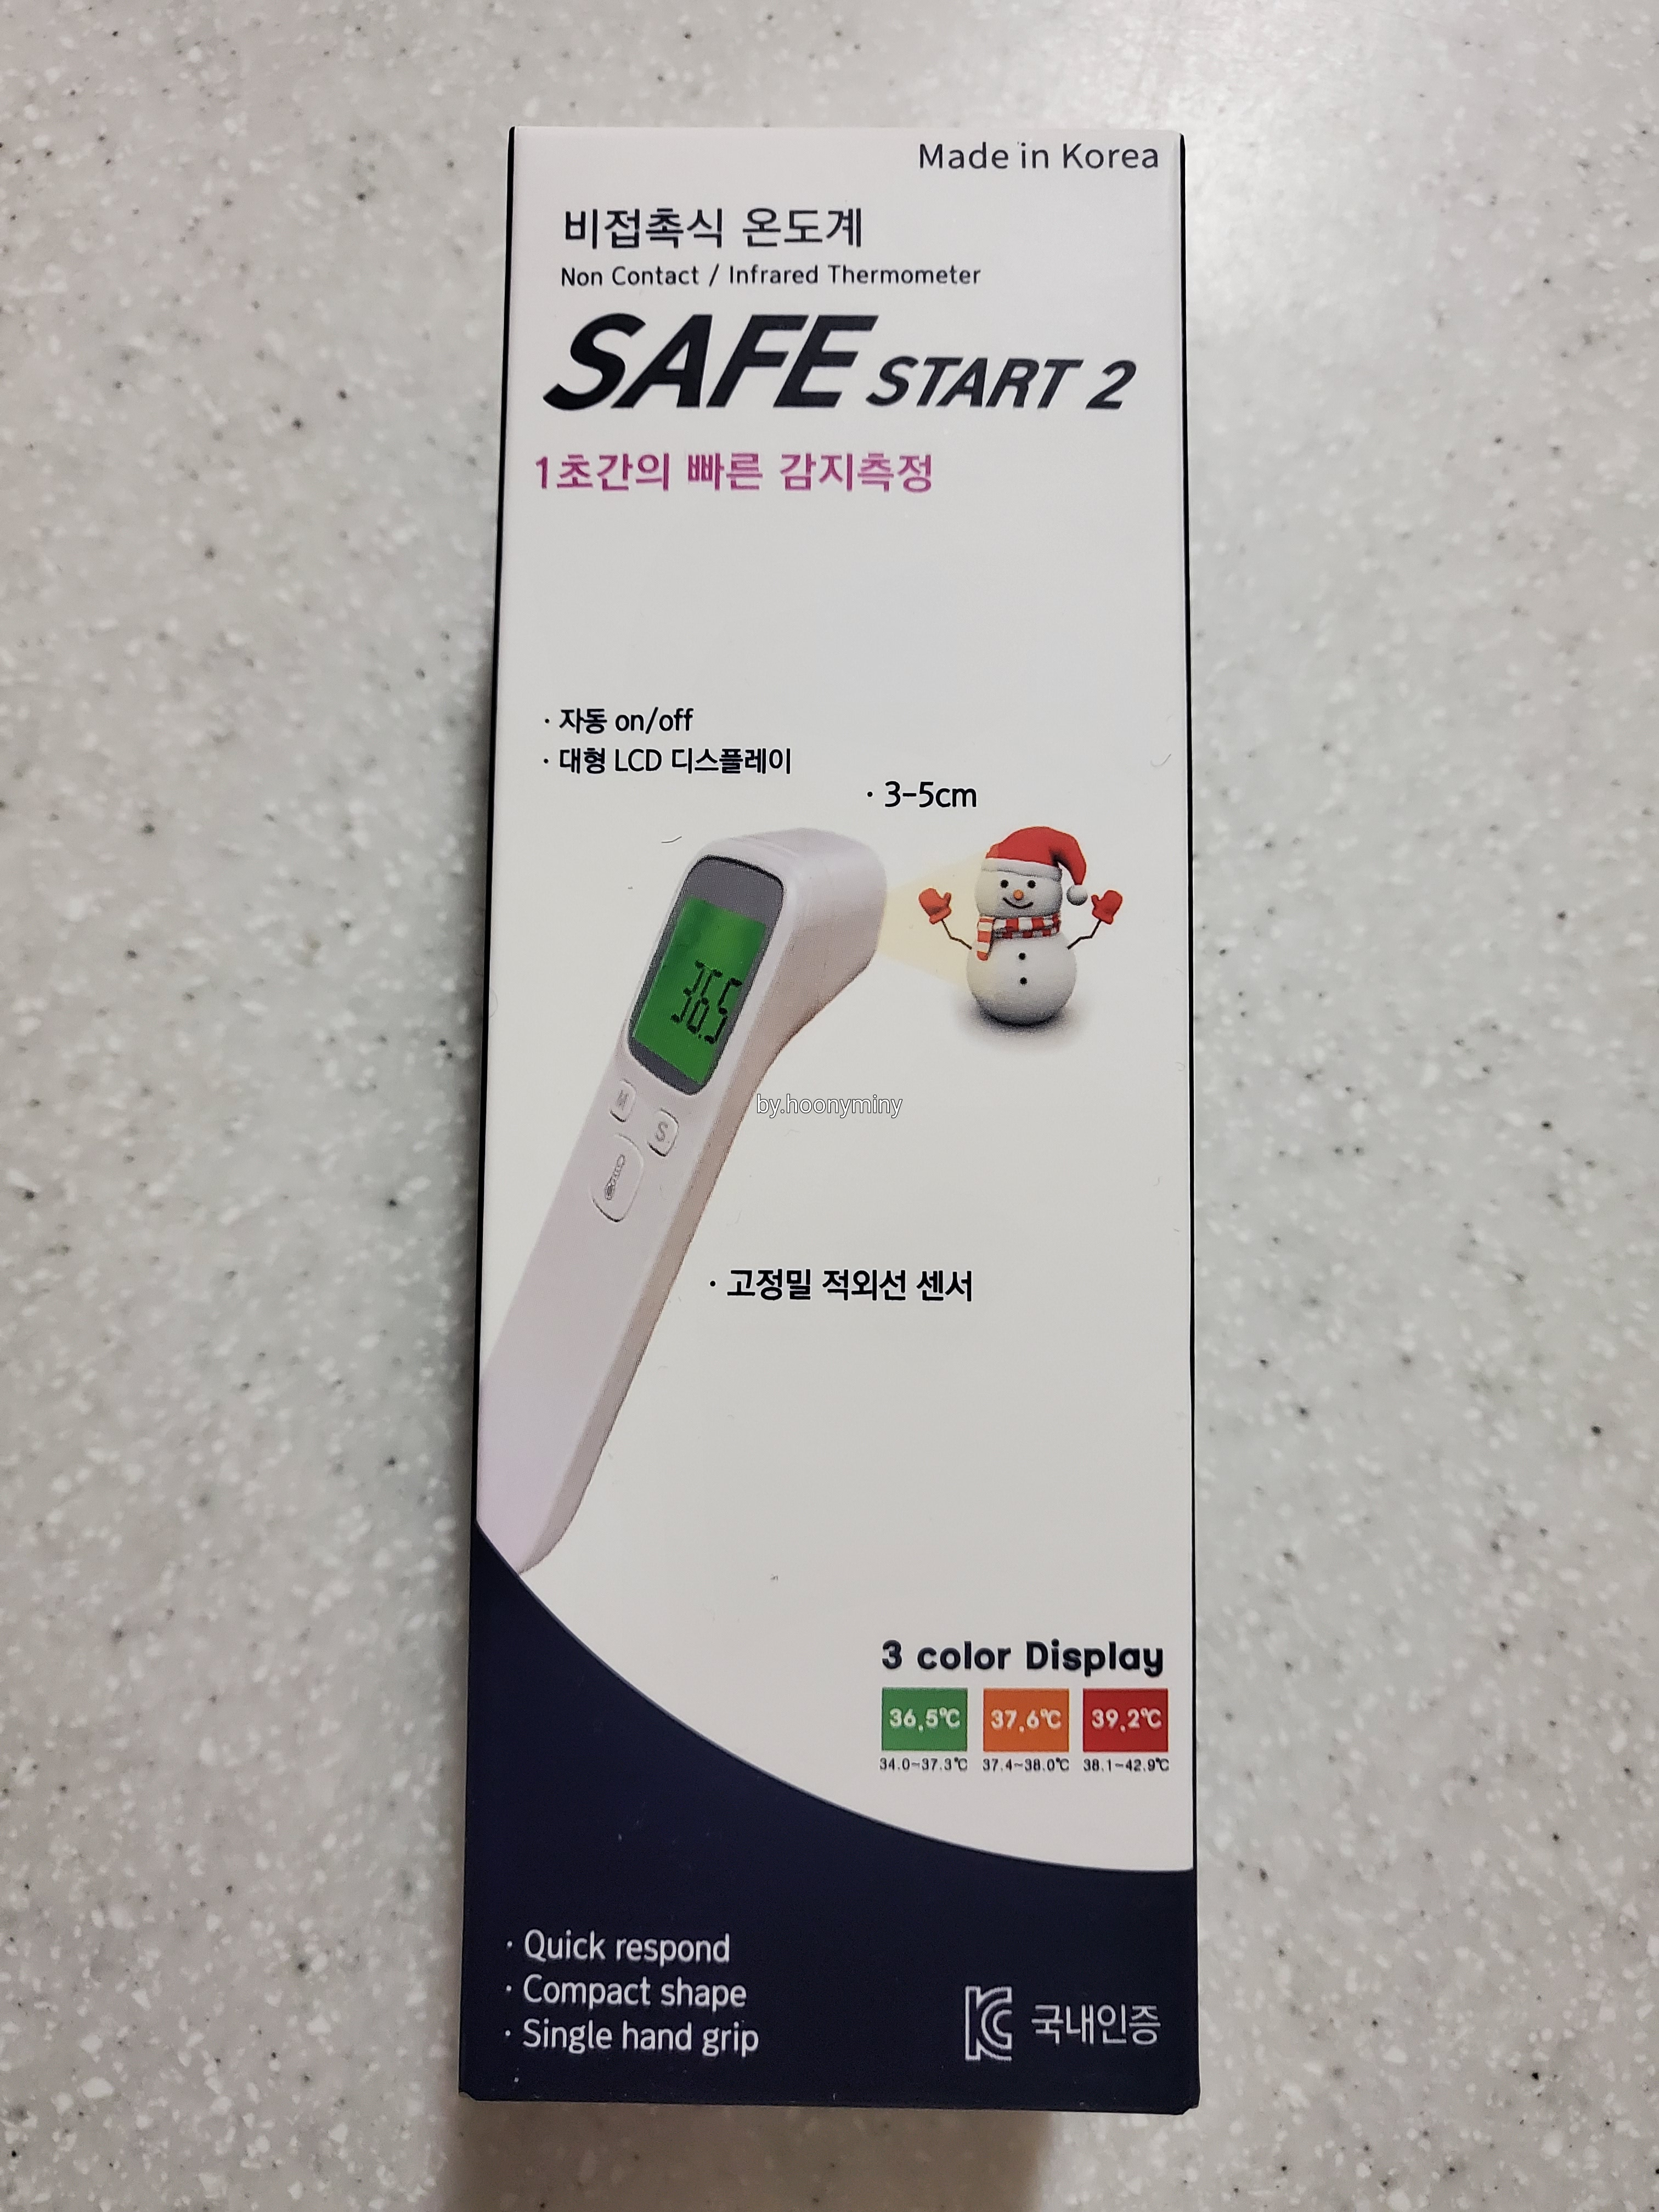 Made in Korea
비접촉식 온도계
Non Contact / Infrared Thermometer
SAFE START 2
1초간의 빠른 감지측정
· 자동 on/off
· 대형 LCD 디스플레이
· 3-5cm
36.5
M
S
by.hoonyminy
· 고정밀 적외선 센서
3 color Display
36.5℃ 37.6℃ 39.2℃
34.0~37.3℃ 37.4~38.0℃ 38.1~42.9℃
· Quick respond
· Compact shape
· Single hand grip
KC 국내인증